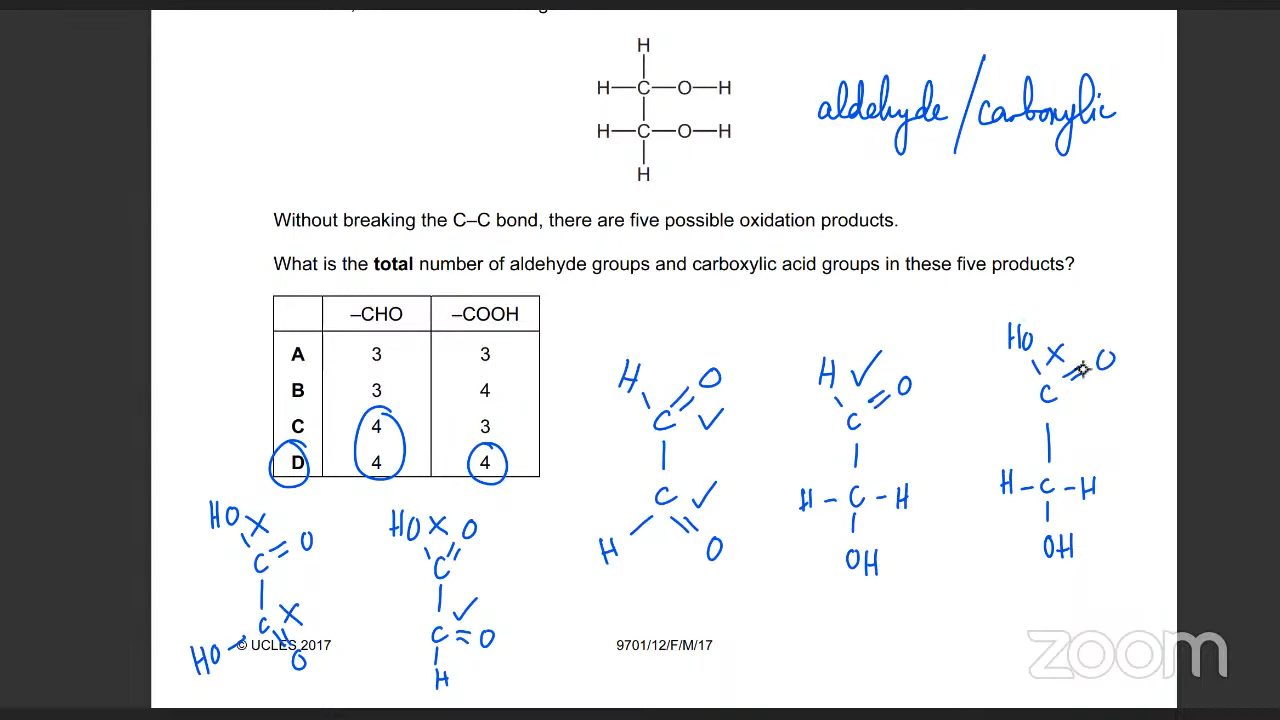 H
H—C—O—H
H—C—O—H
H
aldehyde/carboxylic
Without breaking the C–C bond, there are five possible oxidation products.
What is the total number of aldehyde groups and carboxylic acid groups in these five products?
–CHO –COOH
A 3 3
B 3 4
C 4 3
D 4 4
H O
C ✓
C ✓
H O
H ✓ O
C
H – C – H
OH
HO X O
C
H – C – H
OH
HO X O
C
C X
HO O
HO X O
C
✓
C = O
H
© UCLES 2017
9701/12/F/M/17
zoom